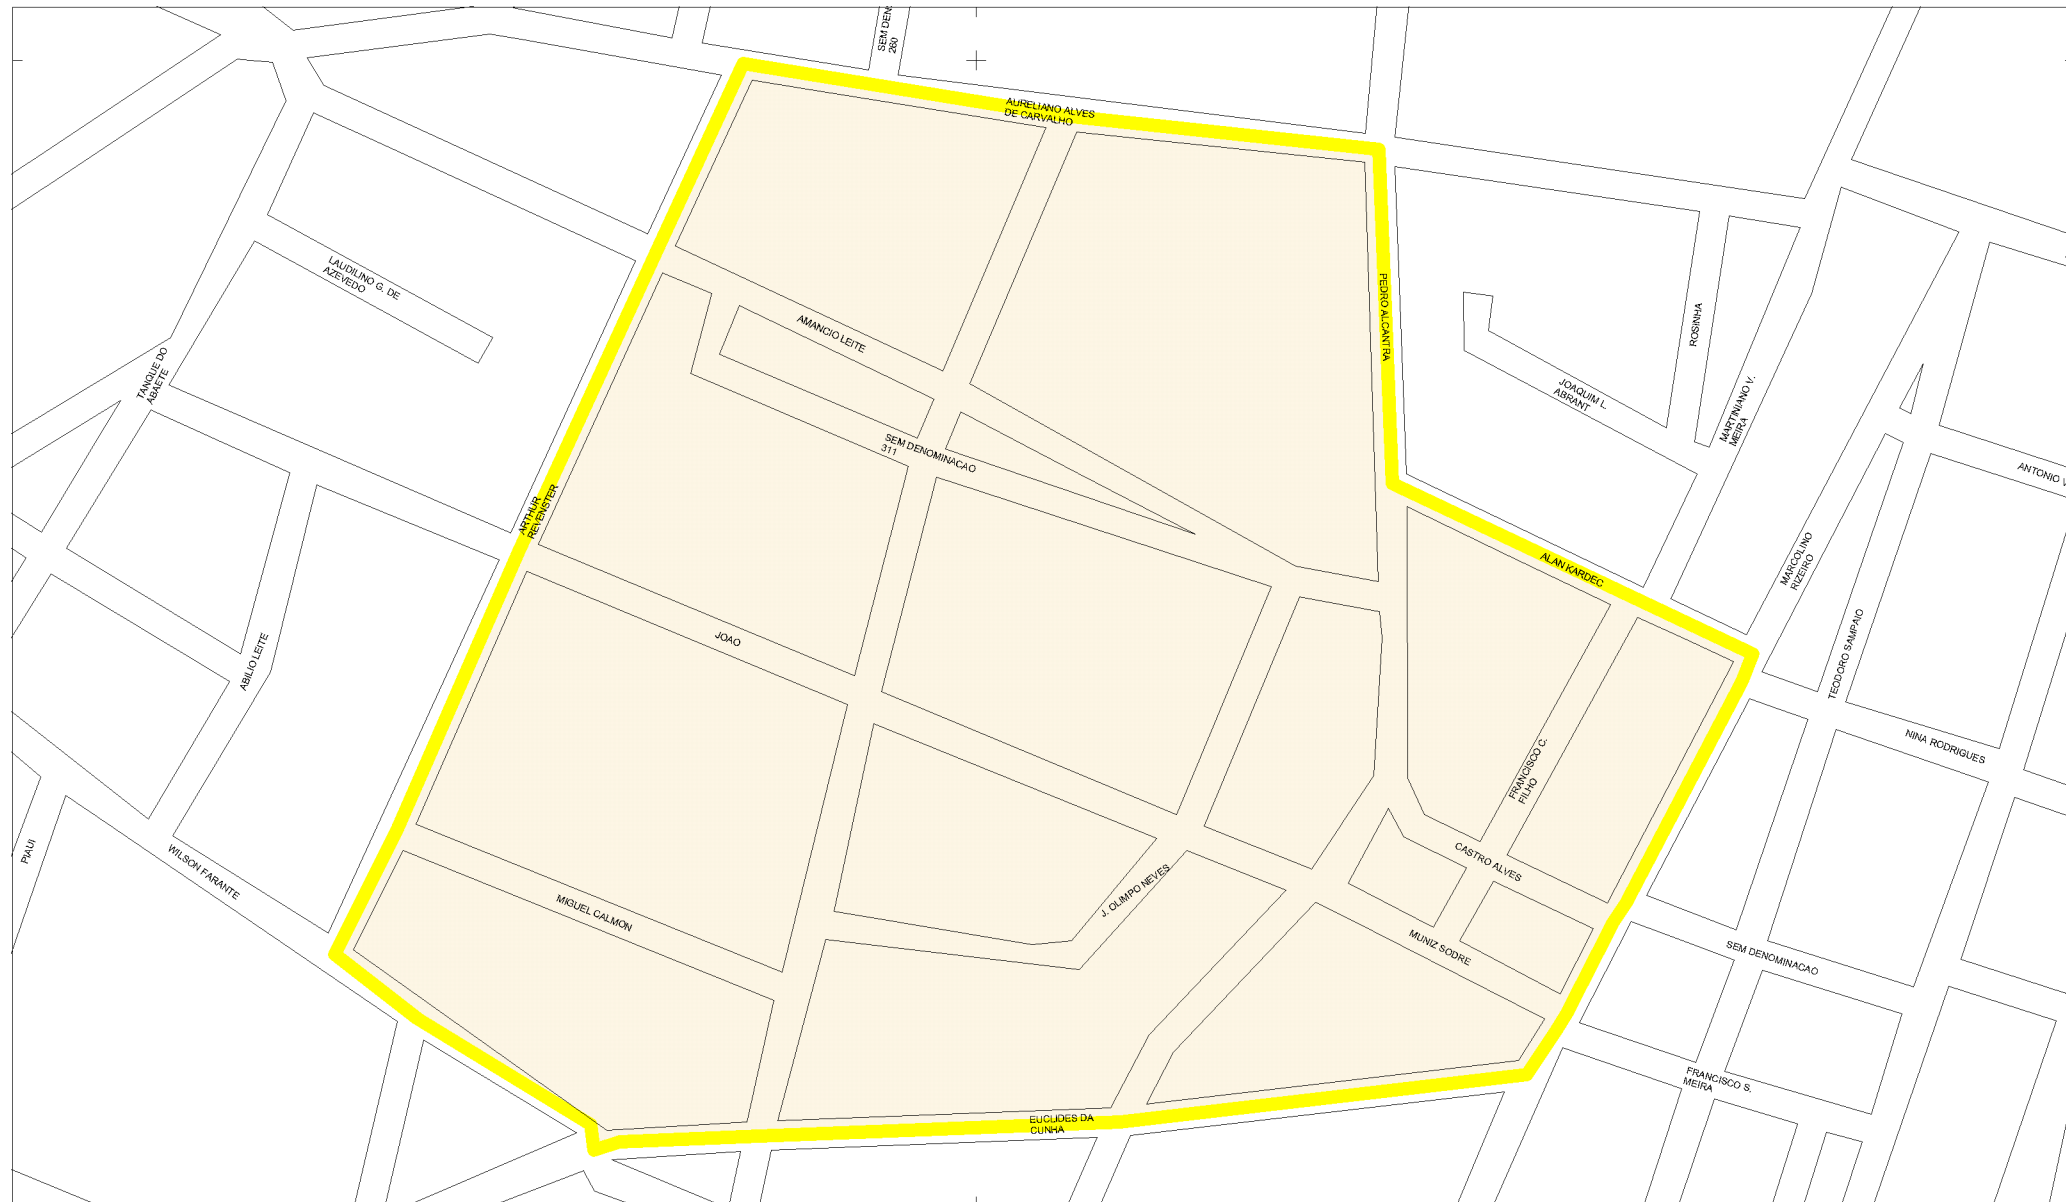 SEM DEN
260
AURELIANO ALVES
DE CARVALHO
LAUDILINO G. DE
AZEVEDO
PEDRO ALCANTRA
ROSINHA
AMANCIO LEITE
TANQUE DO
ABAETE
JOAQUIM L.
ABRANT
MARTINIANO V.
MEIRA
SEM DENOMINACAO
311
ANTONIO V
ARTHUR
REVENSTER
ALAN KARDEC
MARCOLINO
RIZEIRO
JOAO
ABILIO LEITE
TEODORO SAMPAIO
NINA RODRIGUES
FRANCISCO C.
FILHO
PIAUI
WILSON FARANTE
CASTRO ALVES
J. OLIMPO NEVES
MIGUEL CALMON
MUNIZ SODRE
SEM DENOMINACAO
FRANCISCO S.
MEIRA
EUCLIDES DA
CUNHA